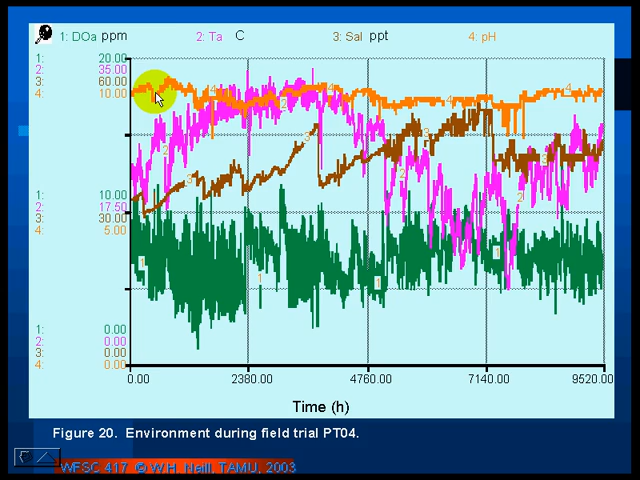 1: DOa ppm 2: Ta C 3: Sal ppt 4: pH
1: 20.00
2: 35.00
3: 60.00
4: 10.00
1: 10.00
2: 17.50
3: 30.00
4: 5.00
1: 0.00
2: 0.00
3: 0.00
4: 0.00
0.00 2380.00 4760.00 7140.00 9520.00
Time (h)
Figure 20. Environment during field trial PT04.
WFSC 417 © W.H. Neill, TAMU, 2003